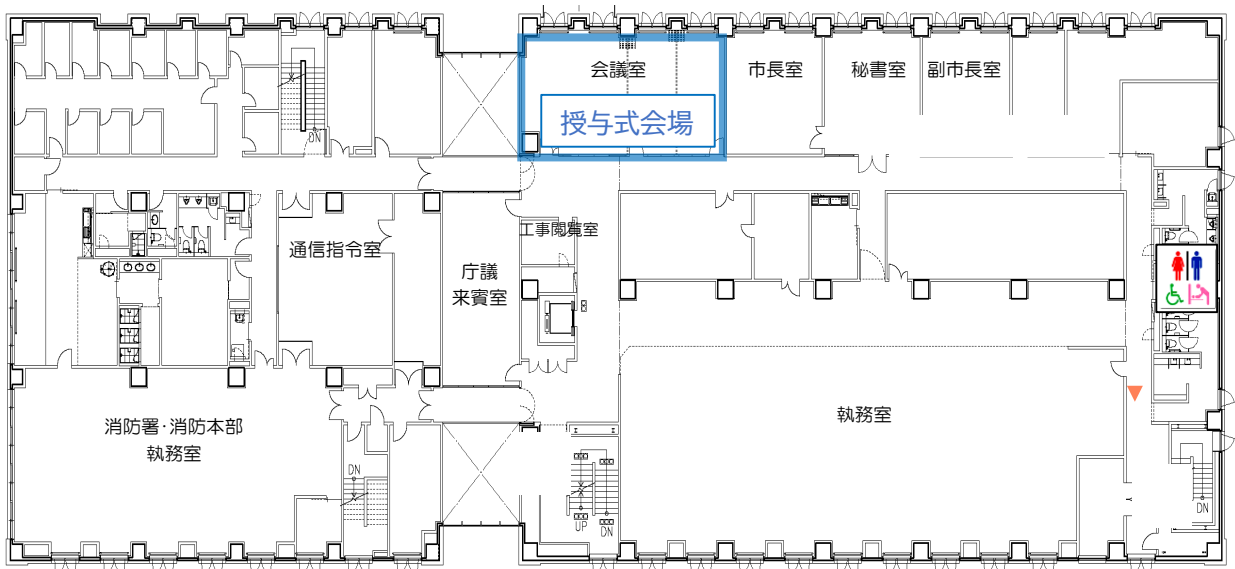 会議室
市長室
秘書室
副市長室
授与式会場
DN
工事閲覧室
通信指令室
庁議
来賓室
執務室
消防署・消防本部
執務室
DN
UP
DN
DN